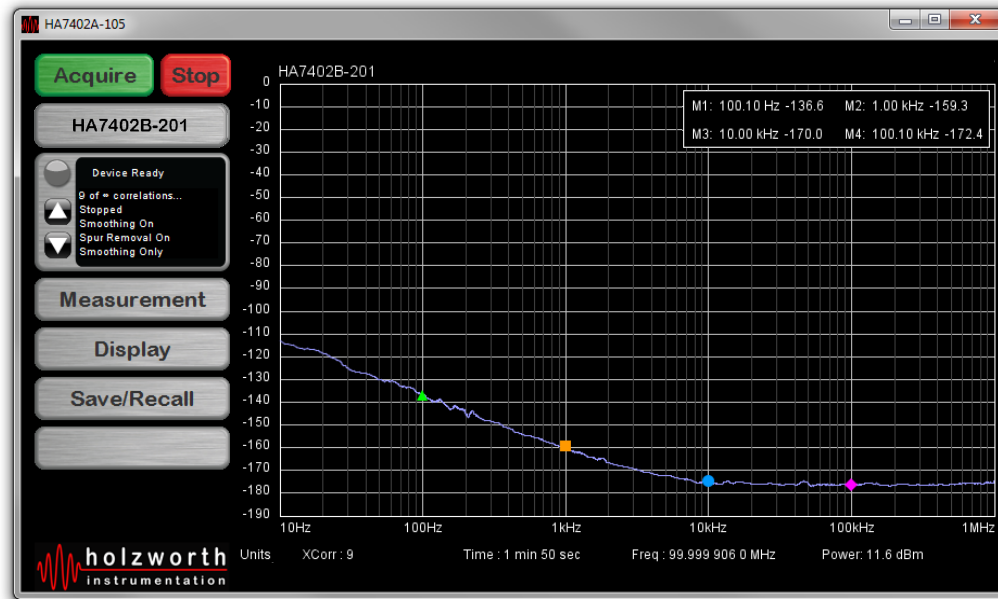 HA7402A-105
Acquire
Stop
HA7402B-201
Device Ready
9 of ∞ correlations...
Stopped
Smoothing On
Spur Removal On
Smoothing Only
Measurement
Display
Save/Recall
holzworth
instrumentation
HA7402B-201
M1: 100.10 Hz -136.6 M2: 1.00 kHz -159.3
M3: 10.00 kHz -170.0 M4: 100.10 kHz -172.4
0
-10
-20
-30
-40
-50
-60
-70
-80
-90
-100
-110
-120
-130
-140
-150
-160
-170
-180
-190
10Hz 100Hz 1kHz 10kHz 100kHz 1MHz
Units XCorr : 9 Time : 1 min 50 sec Freq : 99.999 906 0 MHz Power: 11.6 dBm